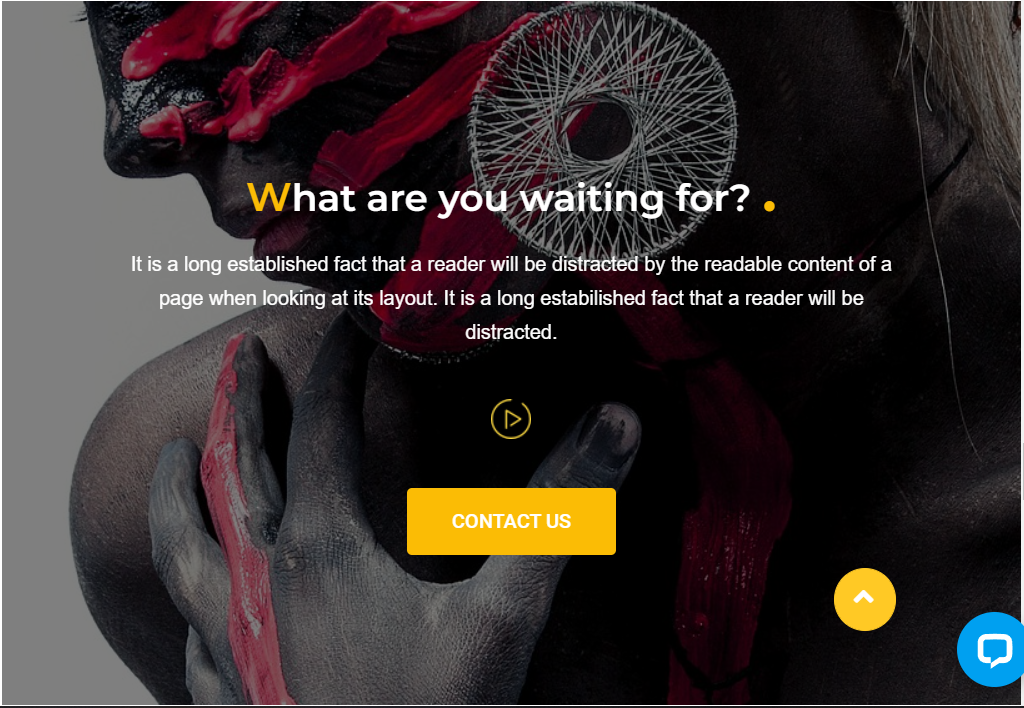 What are you waiting for? .
It is a long established fact that a reader will be distracted by the readable content of a
page when looking at its layout. It is a long estabilished fact that a reader will be
distracted.
CONTACT US